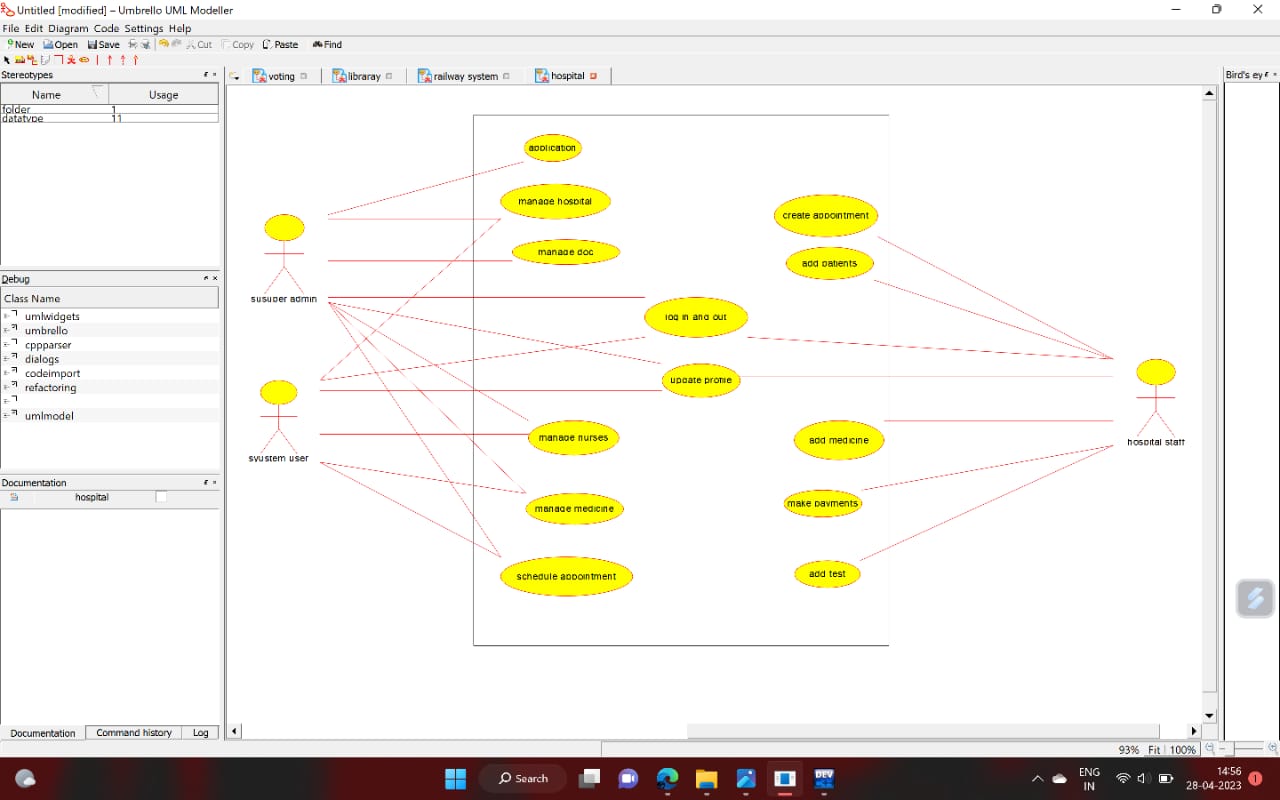 Untitled [modified] – Umbrello UML Modeller
File Edit Diagram Code Settings Help
New Open Save Cut Copy Paste Find
Stereotypes
Name Usage
folder 1
datatype 11
Debug
Class Name
umlwidgets
umbrello
cppparser
dialogs
codeimport
refactoring
umlmodel
Documentation
hospital
Documentation Command history Log
voting libraray railway system hospital
Bird's ey
application
manage hospital
manage doc
create appointment
add patients
log in and out
update profile
manage nurses
add medicine
manage medicine
make payments
schedule appointment
add test
susuper admin
syustem user
hospital staff
93% Fit 100%
Search
DEV
ENG
IN
14:56
28-04-2023
1